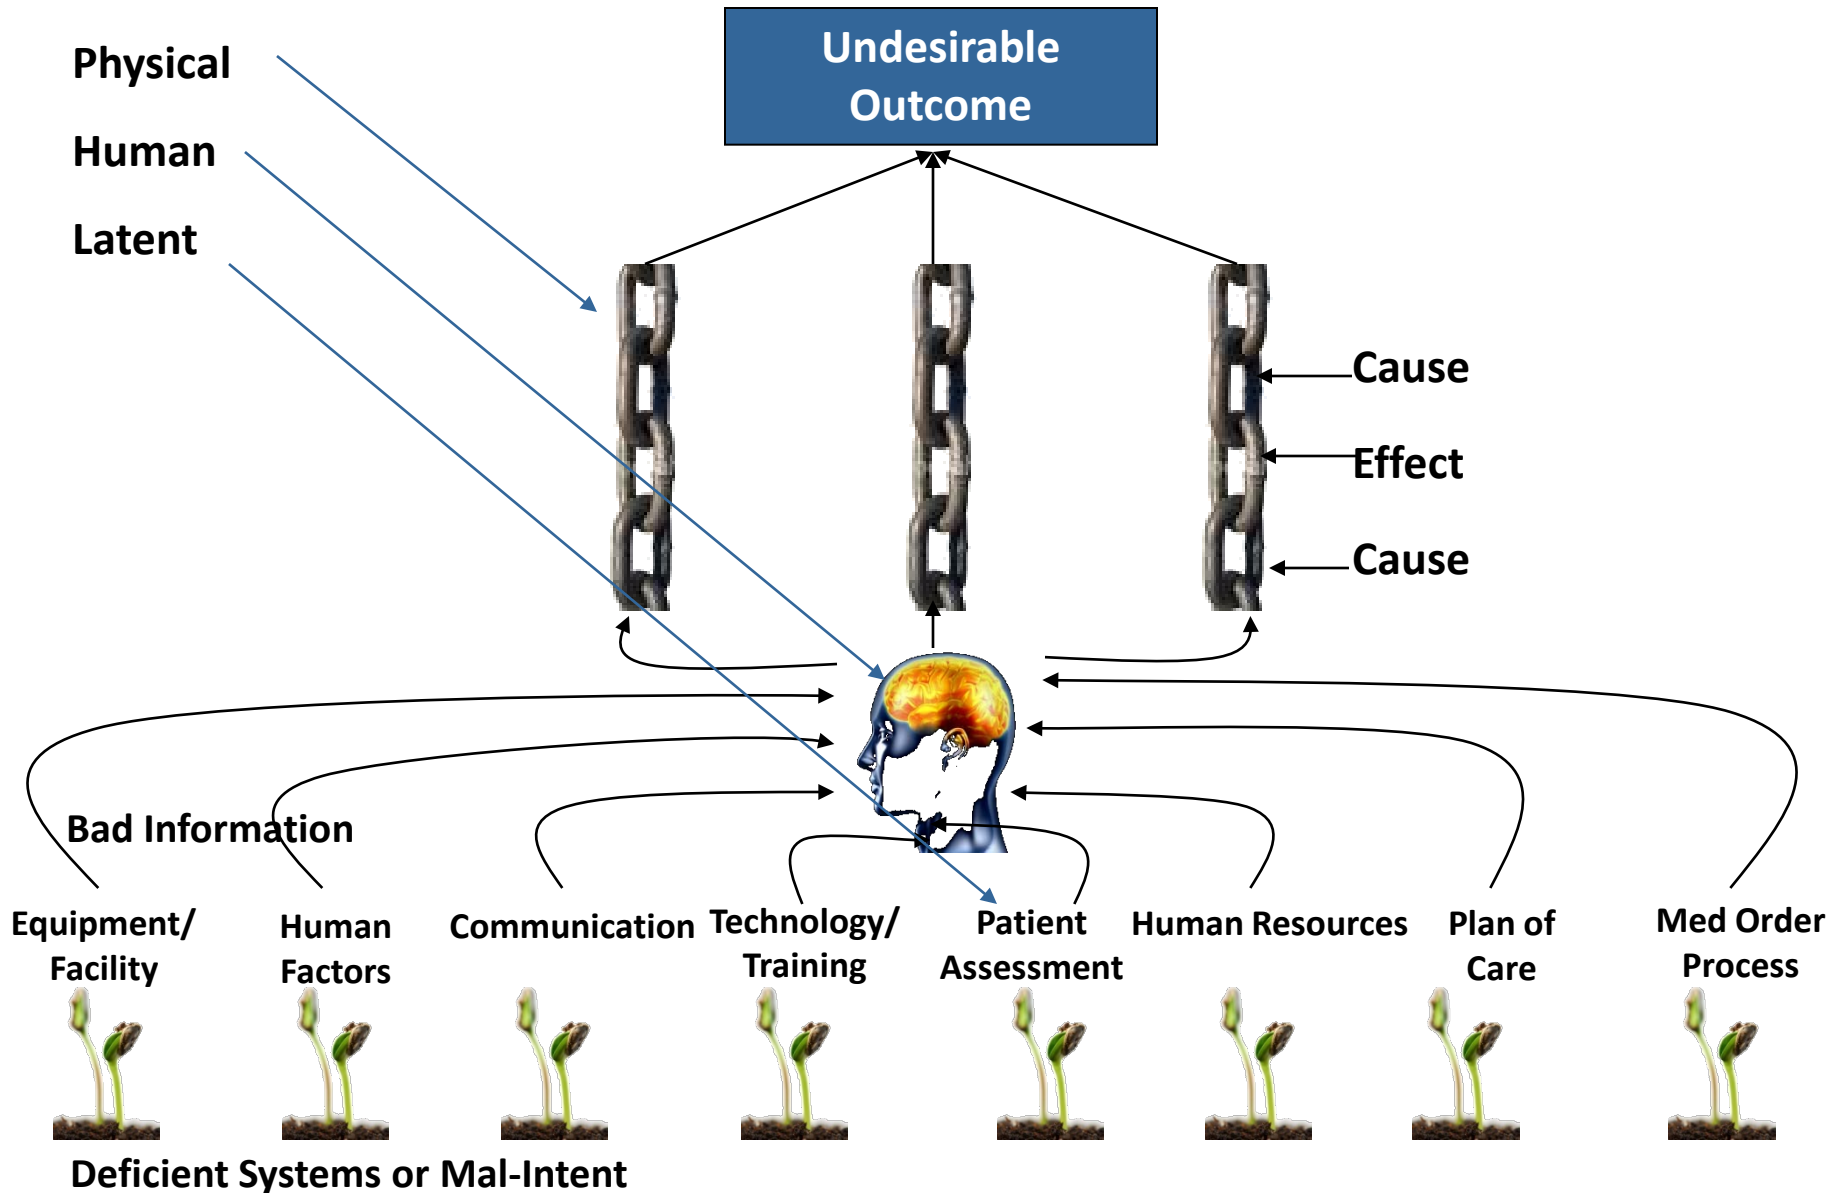 Undesirable
Outcome
Physical
Human
Latent
Cause
Effect
Cause
Bad Information
Equipment/
Facility
Human
Factors
Communication
Technology/
Training
Patient
Assessment
Human Resources
Plan of
Care
Med Order
Process
Deficient Systems or Mal-Intent